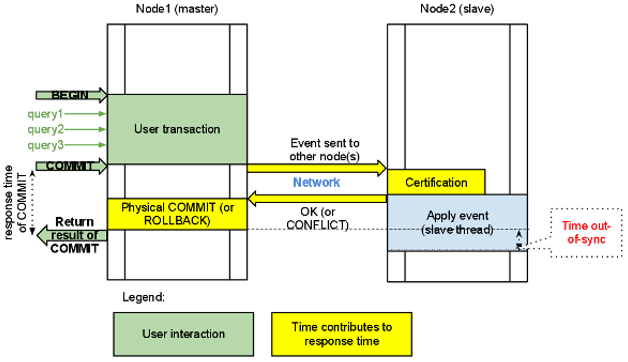 Node1 (master)
Node2 (slave)
BEGIN
query1
query2
query3
User transaction
COMMIT
Event sent to
other node(s)
Network
Certification
response time
of COMMIT
Physical COMMIT (or
ROLLBACK)
OK (or
CONFLICT)
Apply event
(slave thread)
Time out-
of-sync
Return
result of
COMMIT
Legend:
User interaction
Time contributes to
response time